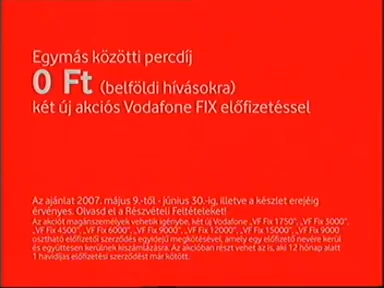 Egymás közötti percdíj
0 Ft (belföldi hívásokra)
két új akciós Vodafone FIX előfizetéssel
Az ajánlat 2007. május 9.-től - június 30.-ig, illetve a készlet erejéig
érvényes. Olvasd el a Részvételi Feltételeket!
Az akciót magánszemélyek vehetik igénybe, két új Vodafone „VF Fix 1750”, „VF Fix 3000”,
„VF Fix 4500”, „VF Fix 6000”, „VF Fix 9000”, „VF Fix 12000”, „VF Fix 15000”, „VF Fix 9000
osztható előfizetői szerződés egyidejű megkötésével, amely egy előfizető nevére kerül
és együttesen kerülnek kiszámlázásra. Az akcióban részt vehet az is, aki 12 hónap alatt
1 havidíjas előfizetési szerződést már kötött.